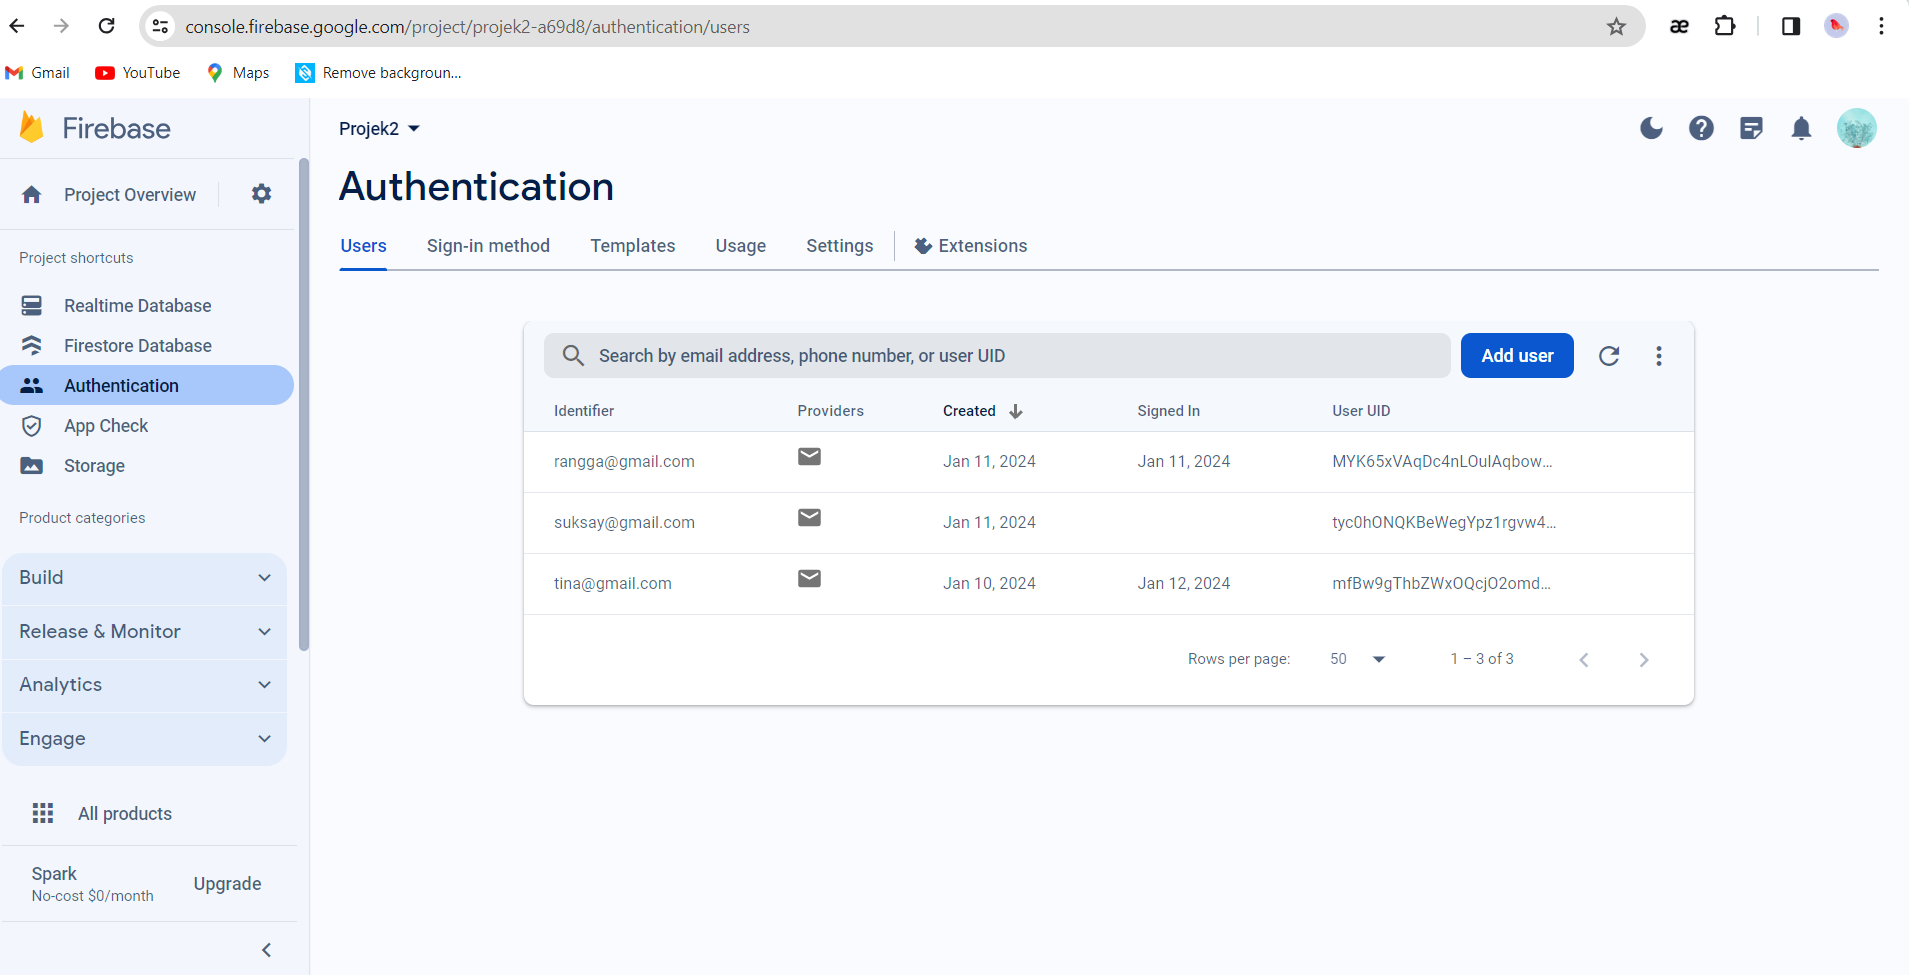 console.firebase.google.com/project/projek2-a69d8/authentication/users
Gmail YouTube Maps Remove backgroun...
Firebase
Projek2
Authentication
Project Overview
Users Sign-in method Templates Usage Settings Extensions
Project shortcuts
Realtime Database
Firestore Database
Authentication
App Check
Storage
Product categories
Build
Release & Monitor
Analytics
Engage
All products
Spark
No-cost $0/month
Upgrade
Search by email address, phone number, or user UID
Add user
Identifier Providers Created Signed In User UID
rangga@gmail.com Jan 11, 2024 Jan 11, 2024 MYK65xVAqDc4nLOulAqbow...
suksay@gmail.com Jan 11, 2024 tyc0hONQKBeWegYpz1rgvw4...
tina@gmail.com Jan 10, 2024 Jan 12, 2024 mfBw9gThbZWxOQcjO2omd...
Rows per page: 50 1 – 3 of 3